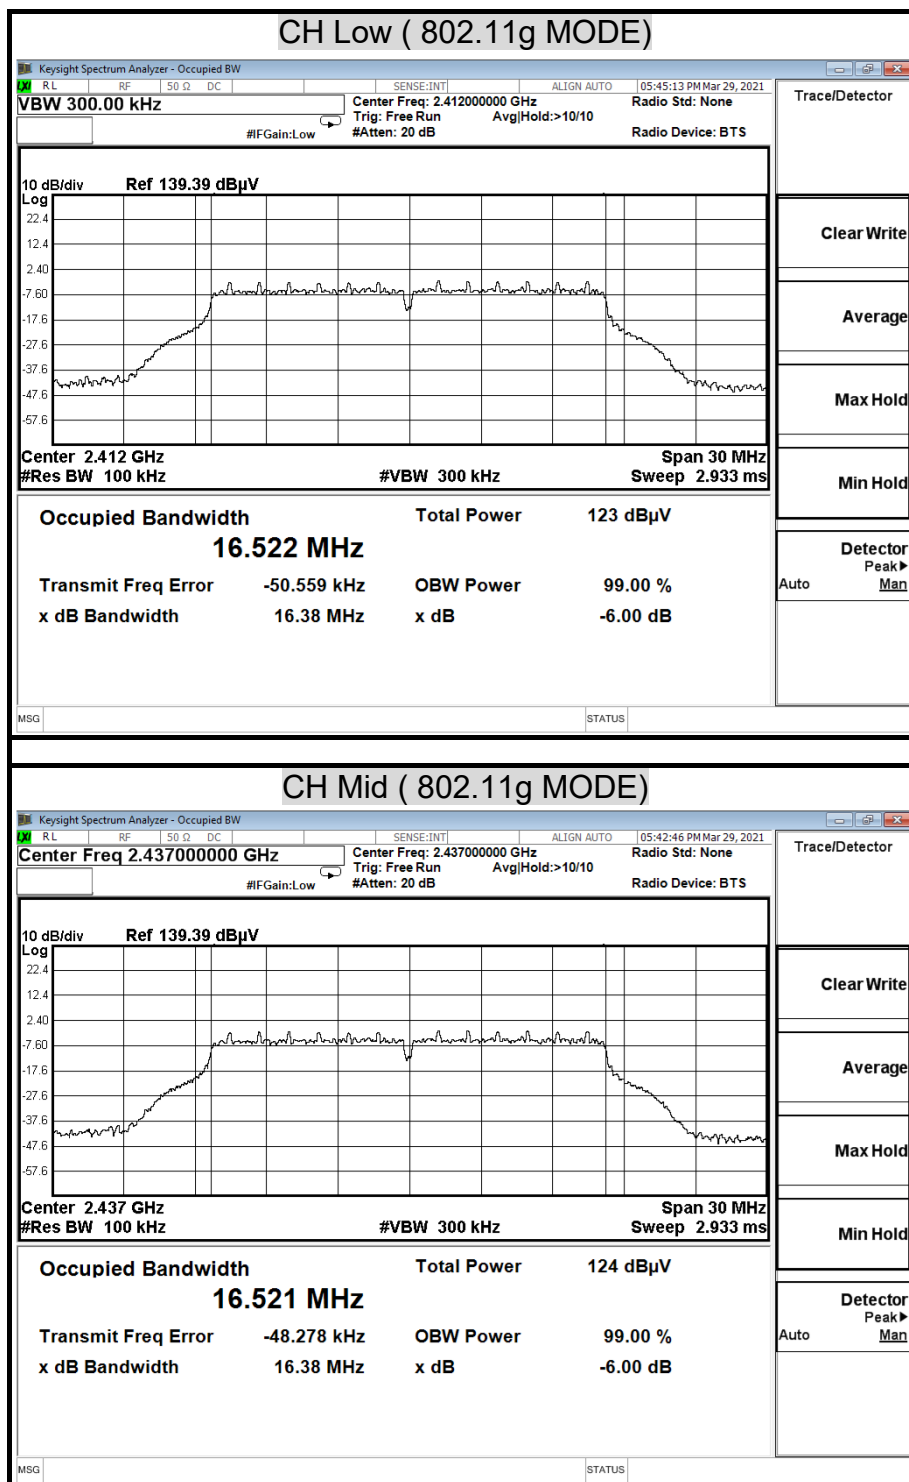 CH Low ( 802.11g MODE)
Keysight Spectrum Analyzer - Occupied BW
LXI RL RF 50 Ω DC SENSE:INT ALIGN AUTO 05:45:13 PM Mar 29, 2021
VBW 300.00 kHz
Center Freq: 2.412000000 GHz Radio Std: None
Trig: Free Run Avg|Hold:>10/10
#IFGain:Low #Atten: 20 dB Radio Device: BTS
Trace/Detector
10 dB/div Ref 139.39 dBµV
Log
22.4
12.4
2.40
-7.60
-17.6
-27.6
-37.6
-47.6
-57.6
Center 2.412 GHz Span 30 MHz
#Res BW 100 kHz #VBW 300 kHz Sweep 2.933 ms
Clear Write
Average
Max Hold
Min Hold
Detector
Peak▶
Auto Man
Occupied Bandwidth Total Power 123 dBµV
16.522 MHz
Transmit Freq Error -50.559 kHz OBW Power 99.00 %
x dB Bandwidth 16.38 MHz x dB -6.00 dB
MSG STATUS
CH Mid ( 802.11g MODE)
Keysight Spectrum Analyzer - Occupied BW
LXI RL RF 50 Ω DC SENSE:INT ALIGN AUTO 05:42:46 PM Mar 29, 2021
Center Freq 2.437000000 GHz
Center Freq: 2.437000000 GHz Radio Std: None
Trig: Free Run Avg|Hold:>10/10
#IFGain:Low #Atten: 20 dB Radio Device: BTS
Trace/Detector
10 dB/div Ref 139.39 dBµV
Log
22.4
12.4
2.40
-7.60
-17.6
-27.6
-37.6
-47.6
-57.6
Center 2.437 GHz Span 30 MHz
#Res BW 100 kHz #VBW 300 kHz Sweep 2.933 ms
Clear Write
Average
Max Hold
Min Hold
Detector
Peak▶
Auto Man
Occupied Bandwidth Total Power 124 dBµV
16.521 MHz
Transmit Freq Error -48.278 kHz OBW Power 99.00 %
x dB Bandwidth 16.38 MHz x dB -6.00 dB
MSG STATUS